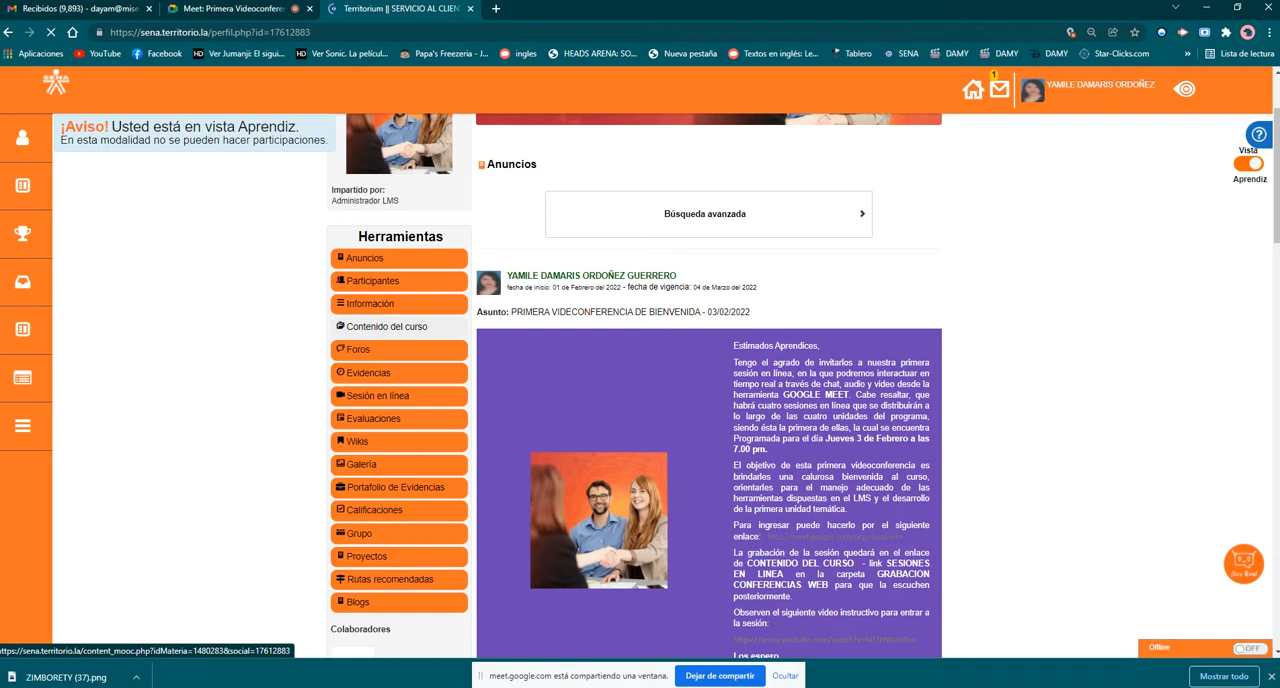 Recibidos (9,893) - dayam@mise
Meet: Primera Videoconferenc
Territorium || SERVICIO AL CLIEN
https://sena.territorio.la/perfil.php?id=17612883
Aplicaciones
YouTube
Facebook
Ver Jumanji: El sigui...
Ver Sonic. La pelicu...
Papa's Freezeria - J...
ingles
HEADS ARENA: SO...
Nueva pestaña
Textos en inglés: Le...
Tablero
SENA
DAMY
DAMY
DAMY
Star-Clicks.com
»
Lista de lectura
1
YAMILE DAMARIS ORDOÑEZ
¡Aviso! Usted está en vista Aprendiz.
En esta modalidad no se pueden hacer participaciones.
Vista
Aprendiz
Impartido por:
Administrador LMS
Herramientas
Anuncios
Participantes
Información
Contenido del curso
Foros
Evidencias
Sesión en línea
Evaluaciones
Wikis
Galería
Portafolio de Evidencias
Calificaciones
Grupo
Proyectos
Rutas recomendadas
Blogs
Colaboradores
Anuncios
Búsqueda avanzada
YAMILE DAMARIS ORDOÑEZ GUERRERO
fecha de inicio: 01 de Febrero del 2022 - fecha de vigencia: 04 de Marzo del 2022
Asunto: PRIMERA VIDECONFERENCIA DE BIENVENIDA - 03/02/2022
Estimados Aprendices,
Tengo el agrado de invitarlos a nuestra primera
sesión en línea, en la que podremos interactuar en
tiempo real a través de chat, audio y video desde la
herramienta GOOGLE MEET. Cabe resaltar, que
habrá cuatro sesiones en línea que se distribuirán a
lo largo de las cuatro unidades del programa,
siendo ésta la primera de ellas, la cual se encuentra
Programada para el día Jueves 3 de Febrero a las
7.00 pm.
El objetivo de esta primera videoconferencia es
brindarles una calurosa bienvenida al curso,
orientarles para el manejo adecuado de las
herramientas dispuestas en el LMS y el desarrollo
de la primera unidad temática.
Para ingresar puede hacerlo por el siguiente
enlace:
La grabación de la sesión quedará en el enlace
de CONTENIDO DEL CURSO - link SESIONES
EN LINEA en la carpeta GRABACION
CONFERENCIAS WEB para que la escuchen
posteriormente.
Observen el siguiente video instructivo para entrar a
la sesión:
Los espero
¡Soy Eva!
Offline
OFF
https://sena.territorio.la/content_mooc.php?idMateria=1480283&social=17612883
ZIMBORETY (37).png
meet.google.com está compartiendo una ventana.
Dejar de compartir
Ocultar
Mostrar todo